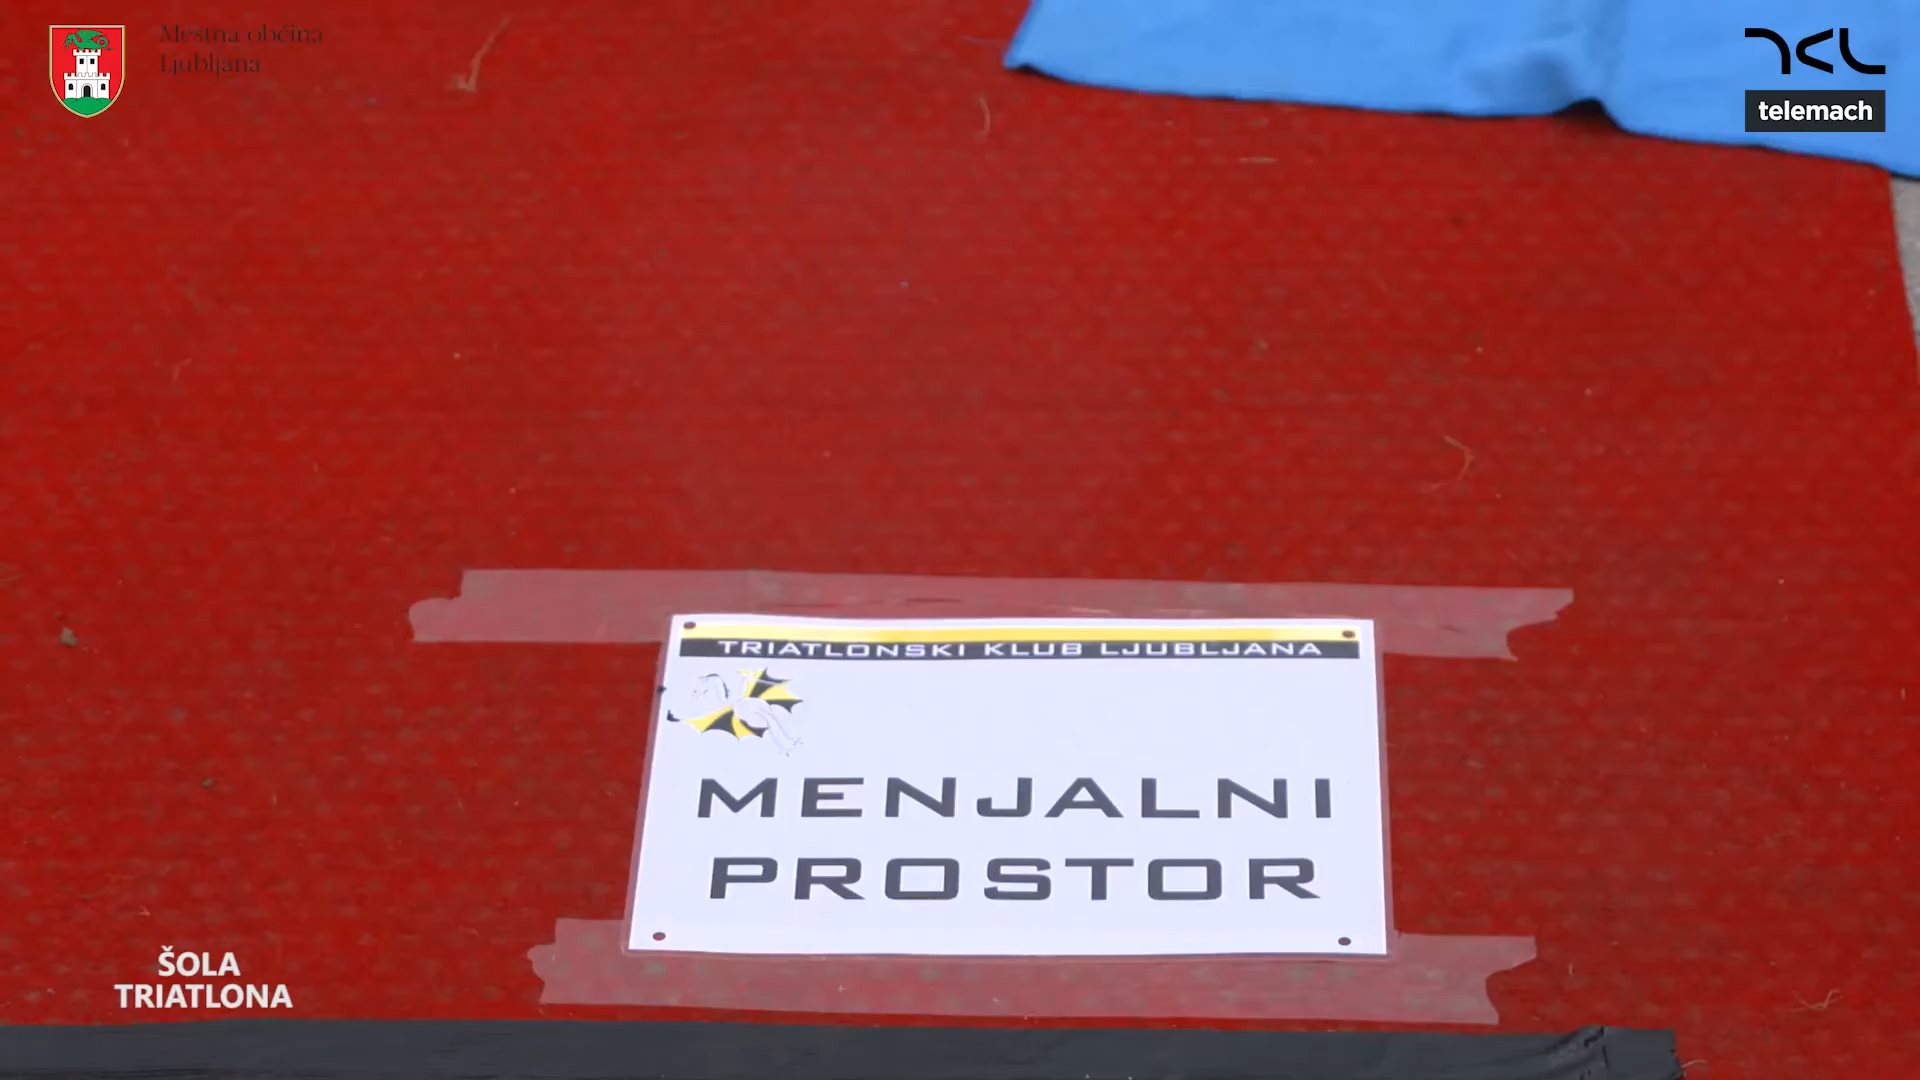 Mestna občina
Ljubljana
telemach
TRIATLONSKI KLUB LJUBLJANA
MENJALNI
PROSTOR
ŠOLA
TRIATLONA